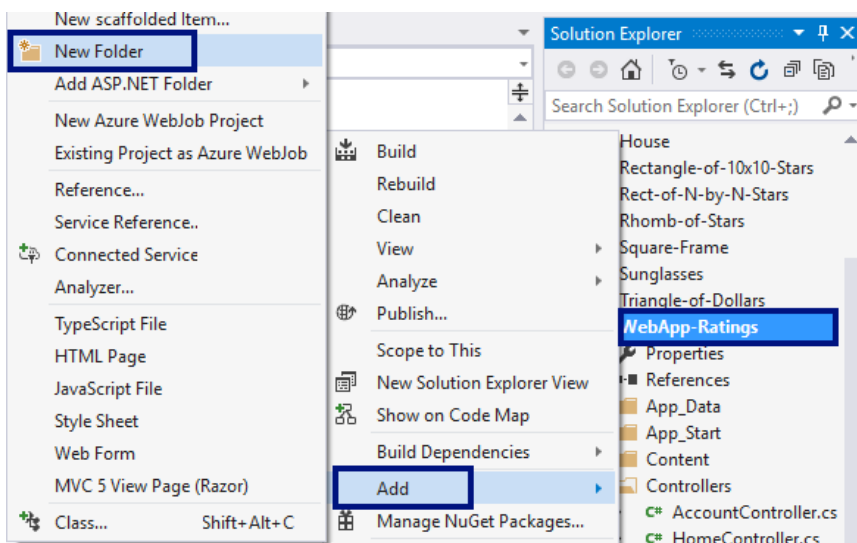 New scaffolded Item...
New Folder
Add ASP.NET Folder
New Azure WebJob Project
Existing Project as Azure WebJob
Reference...
Service Reference..
Connected Service
Analyzer...
TypeScript File
HTML Page
JavaScript File
Style Sheet
Web Form
MVC 5 View Page (Razor)
Class... Shift+Alt+C
Build
Rebuild
Clean
View
Analyze
Publish...
Scope to This
New Solution Explorer View
Show on Code Map
Build Dependencies
Add
Manage NuGet Packages...
Solution Explorer
Search Solution Explorer (Ctrl+;)
House
Rectangle-of-10x10-Stars
Rect-of-N-by-N-Stars
Rhomb-of-Stars
Square-Frame
Sunglasses
Triangle-of-Dollars
WebApp-Ratings
Properties
References
App_Data
App_Start
Content
Controllers
C# AccountController.cs
C# HomeController.cs